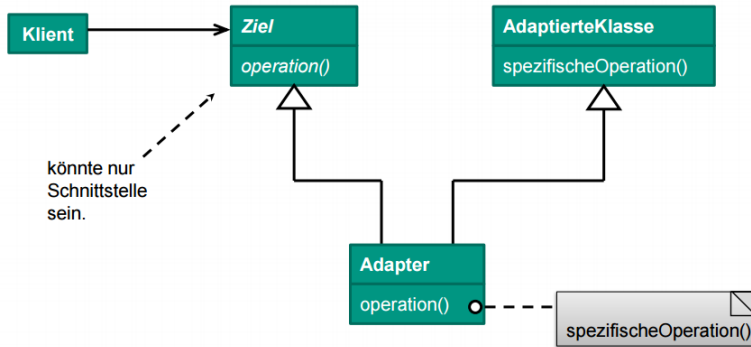 Klient
Ziel
operation()
AdaptierteKlasse
spezifischeOperation()
könnte nur
Schnittstelle
sein.
Adapter
operation()
spezifischeOperation()